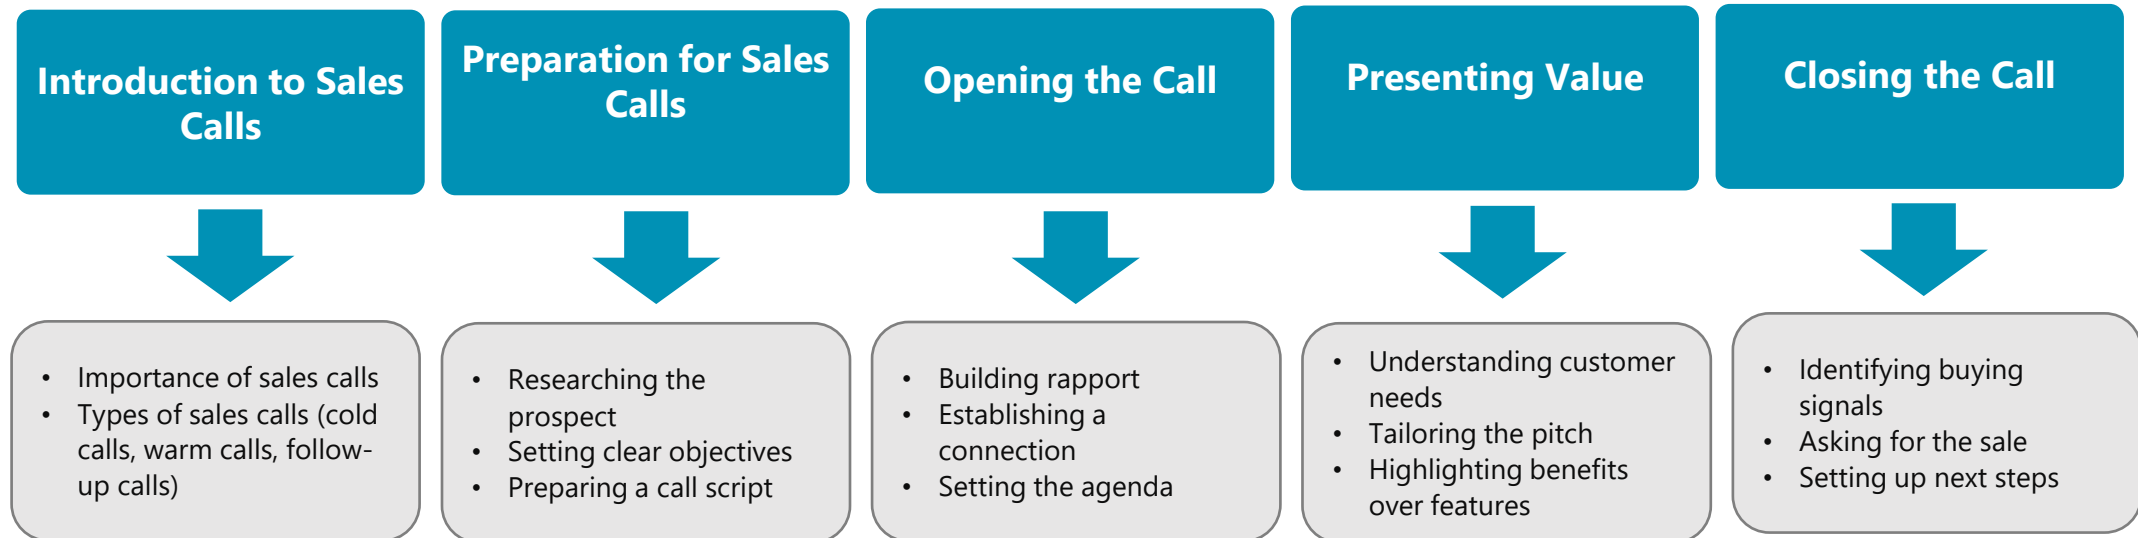 Introduction to Sales
Calls
Preparation for Sales
Calls
Opening the Call
Presenting Value
Closing the Call
• Importance of sales calls
• Types of sales calls (cold
calls, warm calls, follow-
up calls)
• Researching the
prospect
• Setting clear objectives
• Preparing a call script
• Building rapport
• Establishing a
connection
• Setting the agenda
• Understanding customer
needs
• Tailoring the pitch
• Highlighting benefits
over features
• Identifying buying
signals
• Asking for the sale
• Setting up next steps